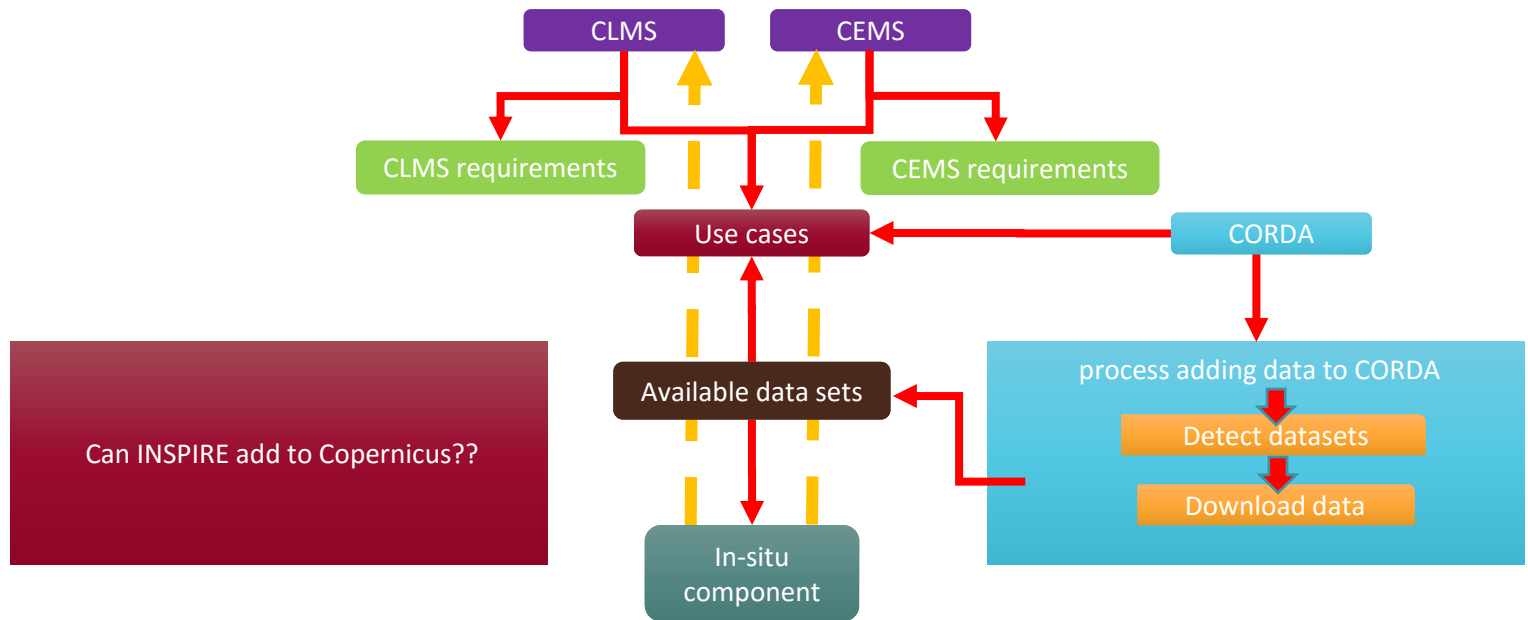 CLMS
CEMS
CLMS requirements
CEMS requirements
Use cases
CORDA
Can INSPIRE add to Copernicus??
Available data sets
process adding data to CORDA
Detect datasets
Download data
In-situ
component